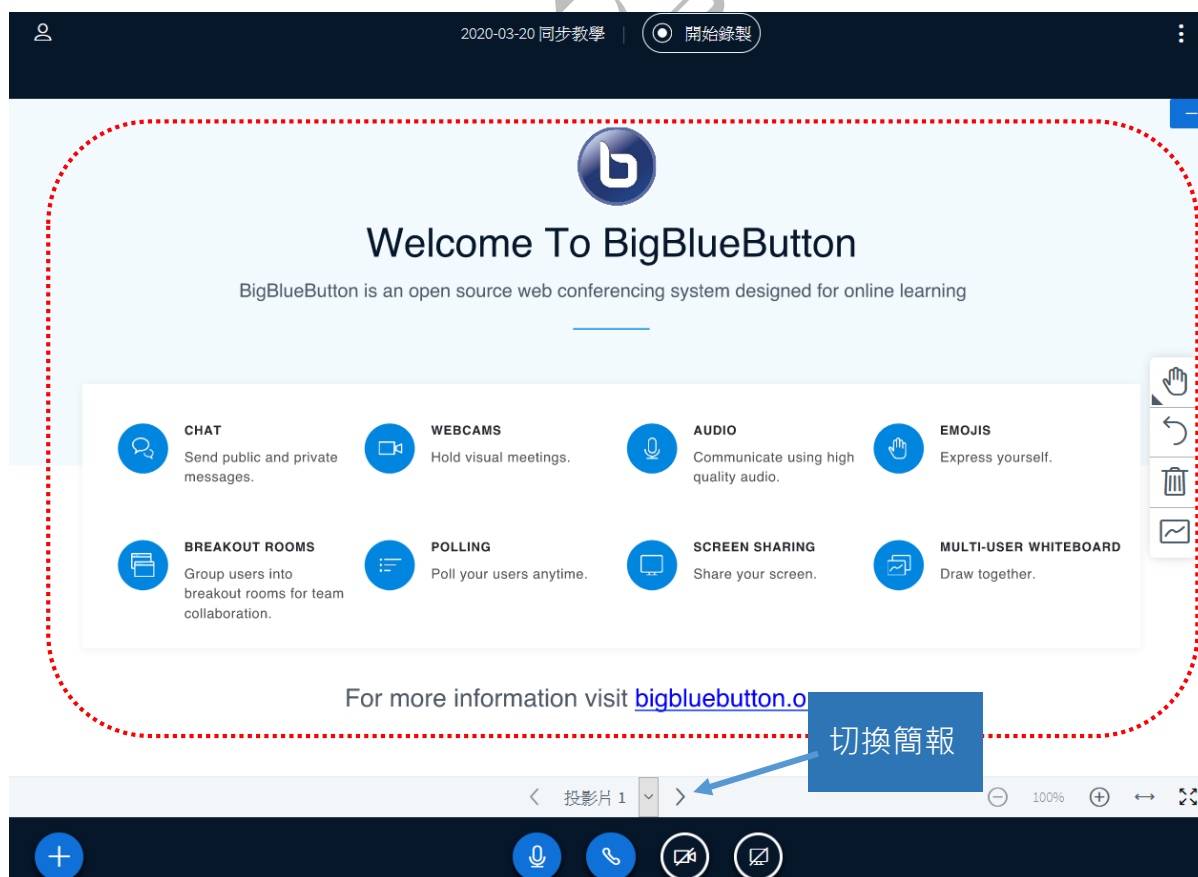 2020-03-20 同步教學 | 開始錄製
Welcome To BigBlueButton
BigBlueButton is an open source web conferencing system designed for online learning
CHAT
Send public and private
messages.
WEBCAMS
Hold visual meetings.
AUDIO
Communicate using high
quality audio.
EMOJIS
Express yourself.
BREAKOUT ROOMS
Group users into
breakout rooms for team
collaboration.
POLLING
Poll your users anytime.
SCREEN SHARING
Share your screen.
MULTI-USER WHITEBOARD
Draw together.
For more information visit bigbluebutton.o
切換簡報
投影片 1
100%